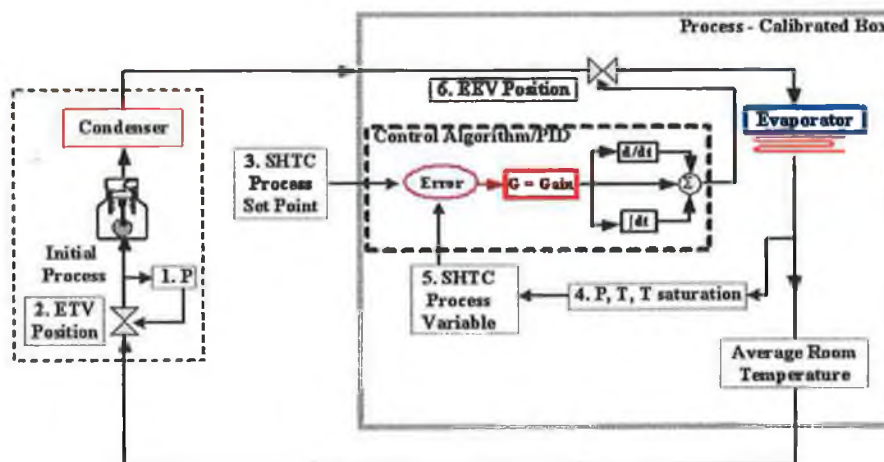 Process - Calibrated Box
6. EEV Position
Condenser
Evaporator
Control Algorithm/PID
3. SHTC
Process
Set Point
Error
G = Gain
d/dt
Σ
∫dt
Initial
Process
1. P
2. ETV
Position
5. SHTC
Process
Variable
4. P, T, T saturation
Average Room
Temperature